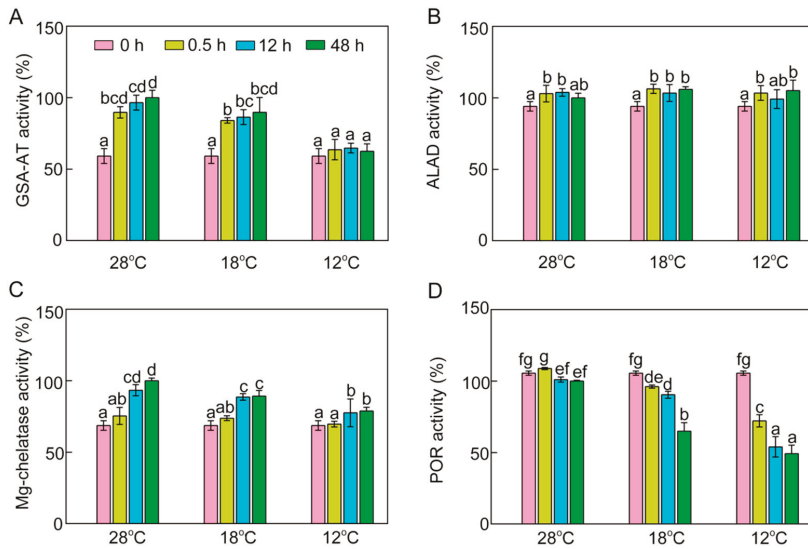 A
B
150
0 h
0.5 h
12 h
48 h
GSA-AT activity (%)
100
50
0
a bcd cd d
a b bc bcd
a a a a
28°C
18°C
12°C
150
ALAD activity (%)
100
50
0
a b b ab
a b b b
a b ab b
28°C
18°C
12°C
C
D
150
Mg-chelatase activity (%)
100
50
0
a ab cd d
a ab c c
a a b b
28°C
18°C
12°C
150
POR activity (%)
100
50
0
fg g ef ef
fg de d b
fg c a a
28°C
18°C
12°C